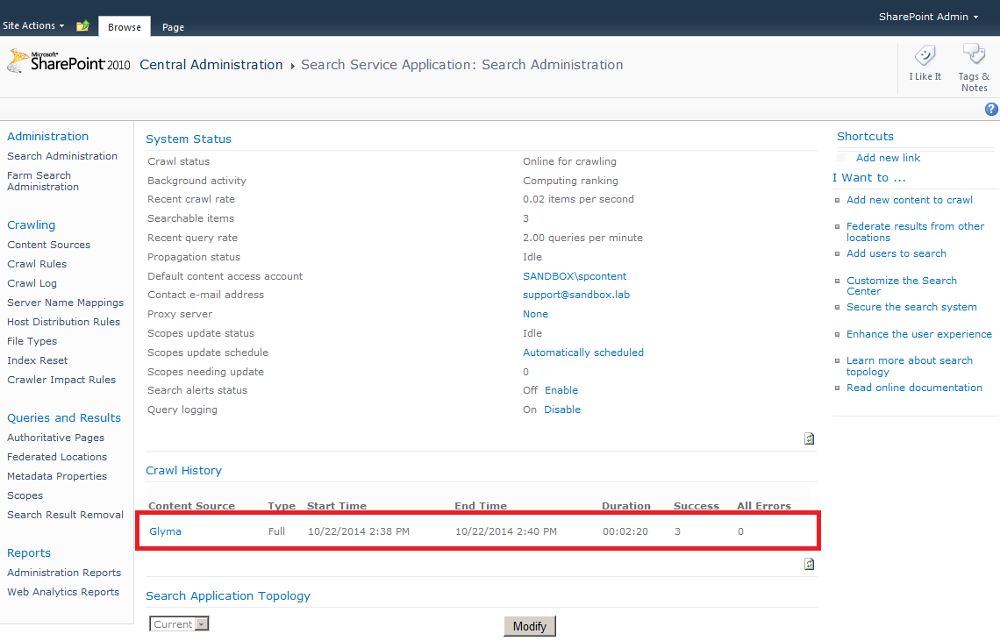 SharePoint Admin
Site Actions
Browse
Page
Microsoft
SharePoint 2010
Central Administration
Search Service Application: Search Administration
I Like It
Tags &
Notes
Administration
Search Administration
Farm Search
Administration
Crawling
Content Sources
Crawl Rules
Crawl Log
Server Name Mappings
Host Distribution Rules
File Types
Index Reset
Crawler Impact Rules
Queries and Results
Authoritative Pages
Federated Locations
Metadata Properties
Scopes
Search Result Removal
Reports
Administration Reports
Web Analytics Reports
System Status
Crawl status Online for crawling
Background activity Computing ranking
Recent crawl rate 0.02 items per second
Searchable items 3
Recent query rate 2.00 queries per minute
Propagation status Idle
Default content access account SANDBOX\spcontent
Contact e-mail address support@sandbox.lab
Proxy server None
Scopes update status Idle
Scopes update schedule Automatically scheduled
Scopes needing update 0
Search alerts status Off Enable
Query logging On Disable
Crawl History
Content Source Type Start Time End Time Duration Success All Errors
Glyma Full 10/22/2014 2:38 PM 10/22/2014 2:40 PM 00:02:20 3 0
Search Application Topology
Current
Modify
Shortcuts
Add new link
I Want to ...
Add new content to crawl
Federate results from other
locations
Add users to search
Customize the Search
Center
Secure the search system
Enhance the user experience
Learn more about search
topology
Read online documentation